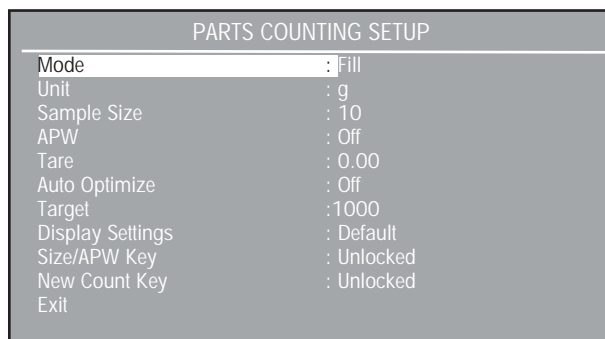 PARTS COUNTING SETUP
Mode : Fill
Unit : g
Sample Size : 10
APW : Off
Tare : 0.00
Auto Optimize : Off
Target :1000
Display Settings : Default
Size/APW Key : Unlocked
New Count Key : Unlocked
Exit